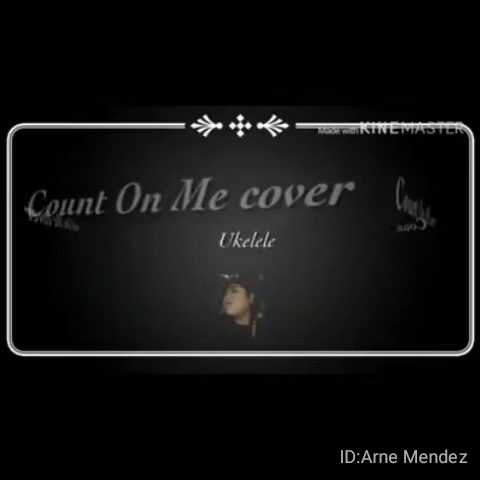 Made with KINEMASTER
Count On Me cover
Ukelele
ID:Arne Mendez